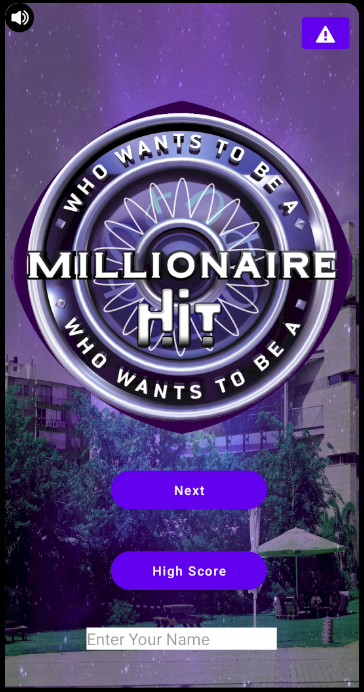 WHO WANTS TO BE A
MILLIONAIRE
HiT
WHO WANTS TO BE A
Next
High Score
Enter Your Name